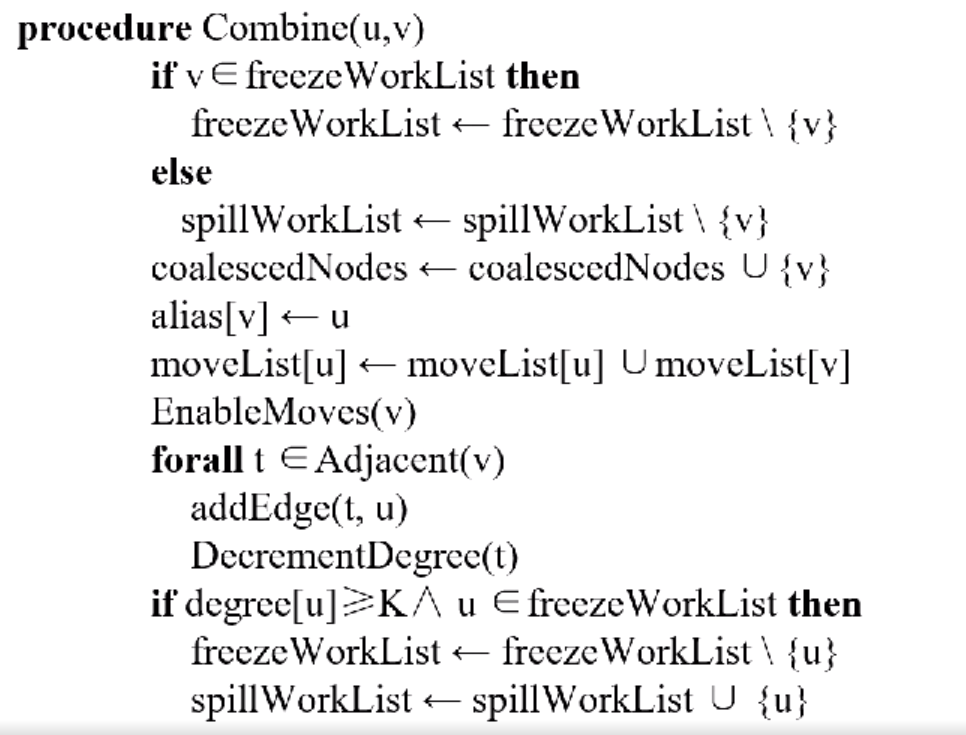 procedure Combine(u,v)
if v ∈ freezeWorkList then
freezeWorkList ← freezeWorkList \ {v}
else
spillWorkList ← spillWorkList \ {v}
coalescedNodes ← coalescedNodes ∪ {v}
alias[v] ← u
moveList[u] ← moveList[u] ∪ moveList[v]
EnableMoves(v)
forall t ∈ Adjacent(v)
addEdge(t, u)
DecrementDegree(t)
if degree[u]⩾K∧ u ∈ freezeWorkList then
freezeWorkList ← freezeWorkList \ {u}
spillWorkList ← spillWorkList ∪ {u}